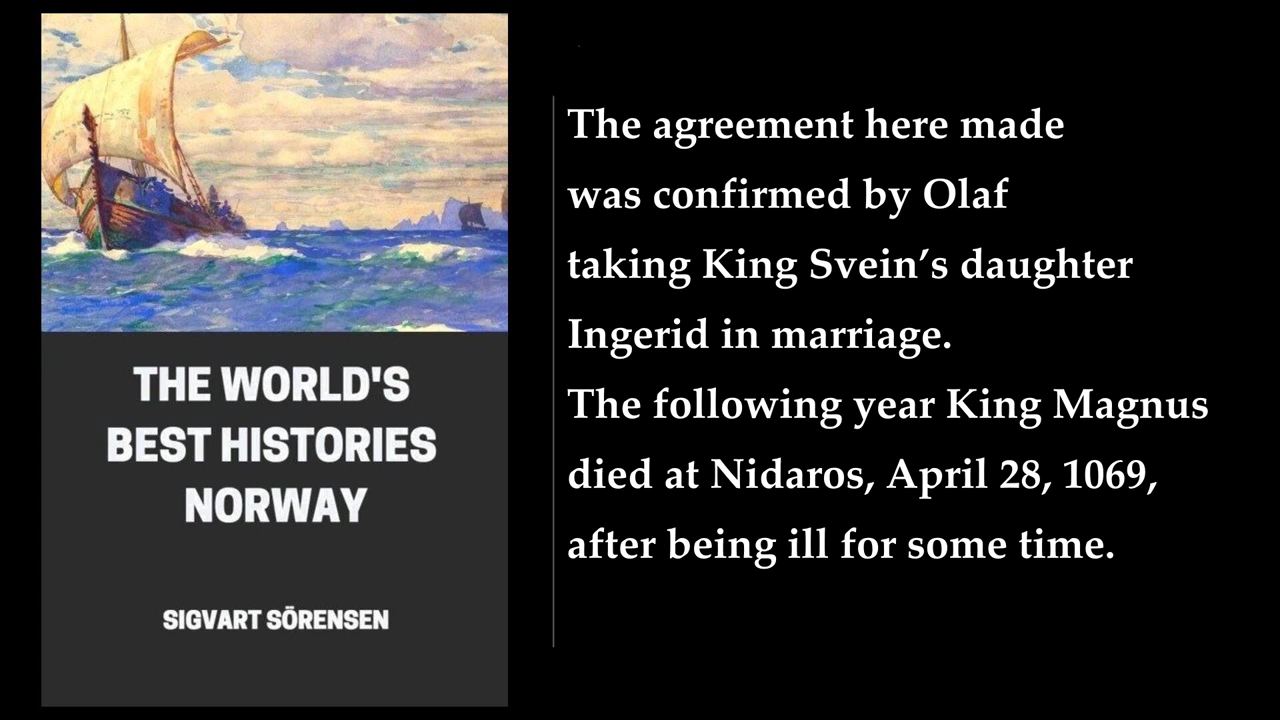 THE WORLD'S
BEST HISTORIES
NORWAY
SIGVART SÖRENSEN
The agreement here made
was confirmed by Olaf
taking King Svein’s daughter
Ingerid in marriage.
The following year King Magnus
died at Nidaros, April 28, 1069,
after being ill for some time.